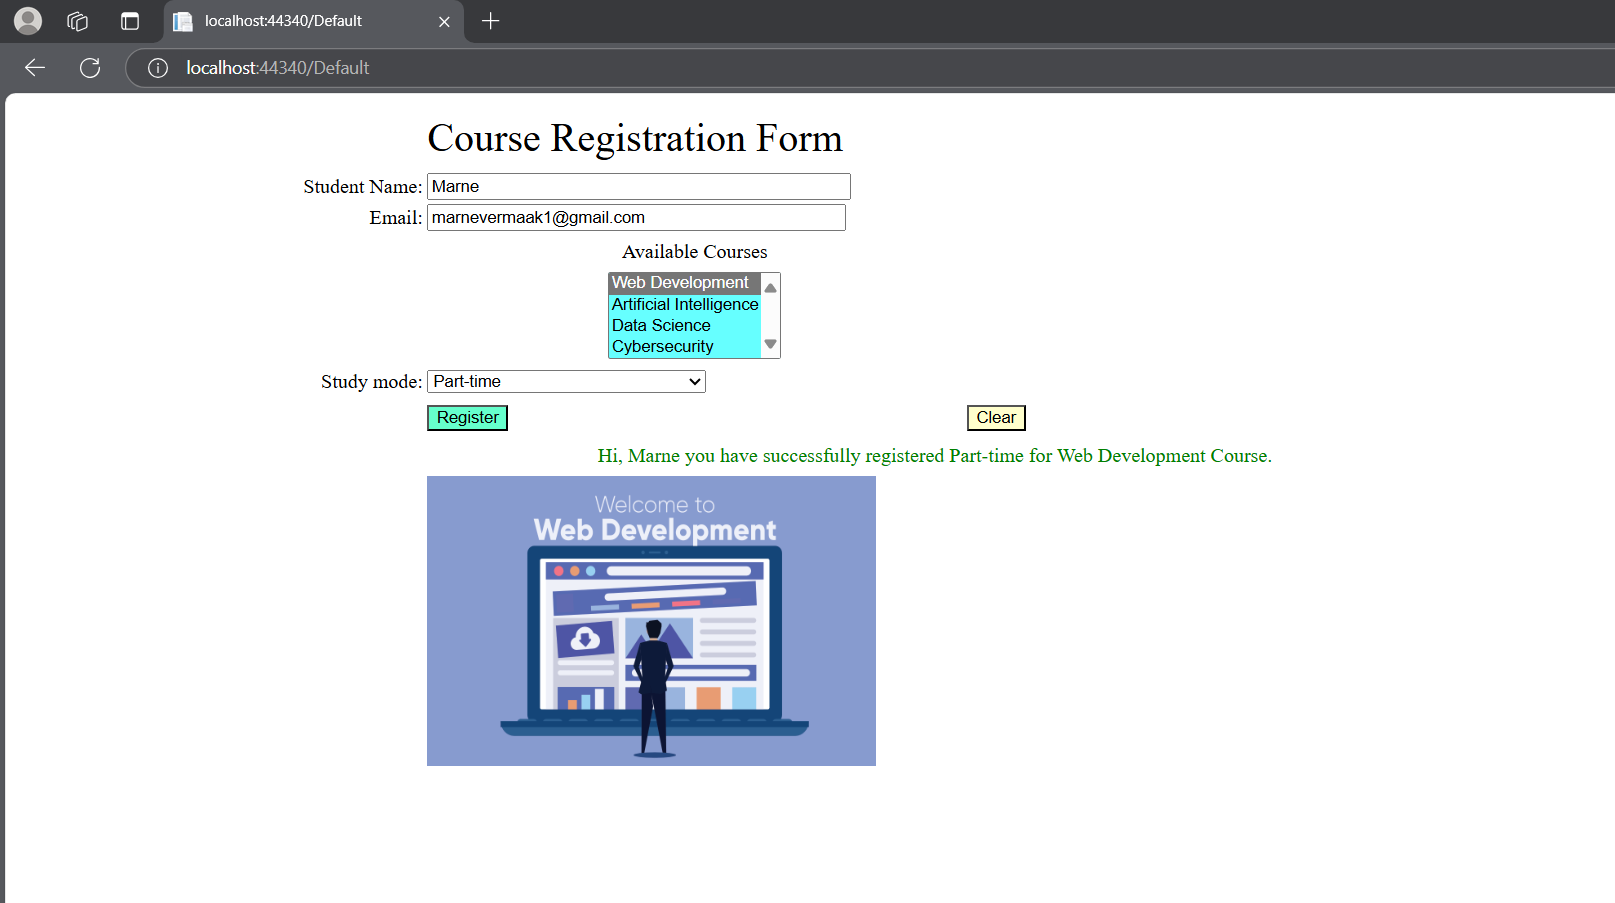 localhost:44340/Default
localhost:44340/Default
Course Registration Form
Student Name: Marne
Email: marnevermaak1@gmail.com
Available Courses
Web Development
Artificial Intelligence
Data Science
Cybersecurity
Study mode: Part-time
Register Clear
Hi, Marne you have successfully registered Part-time for Web Development Course.
Welcome to
Web Development